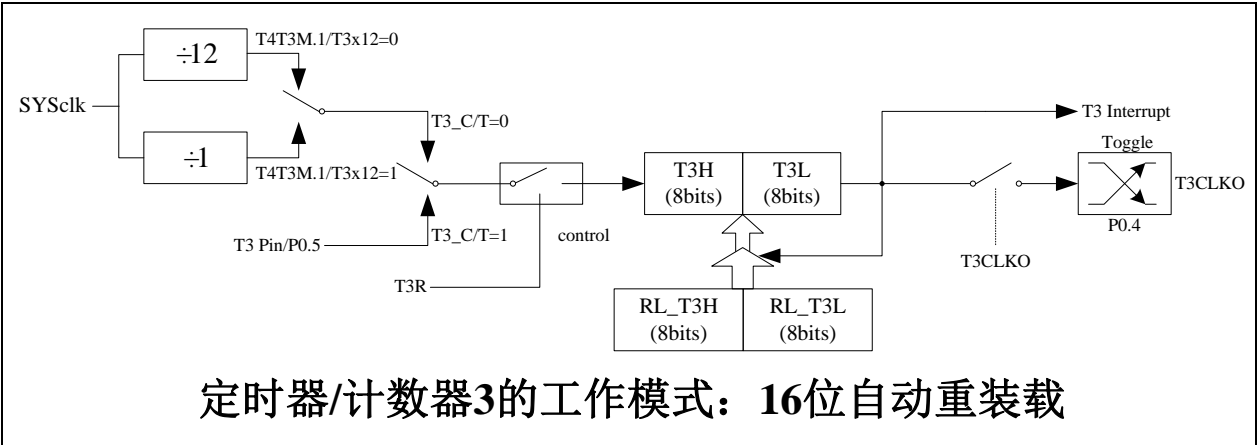 T4T3M.1/T3x12=0
÷12
SYSclk
T3_C/T=0
T3 Interrupt
÷1
Toggle
T4T3M.1/T3x12=1
T3H
(8bits)
T3L
(8bits)
T3CLKO
T3 Pin/P0.5
T3_C/T=1
control
P0.4
T3CLKO
T3R
RL_T3H
(8bits)
RL_T3L
(8bits)
定时器/计数器3的工作模式：16位自动重装载